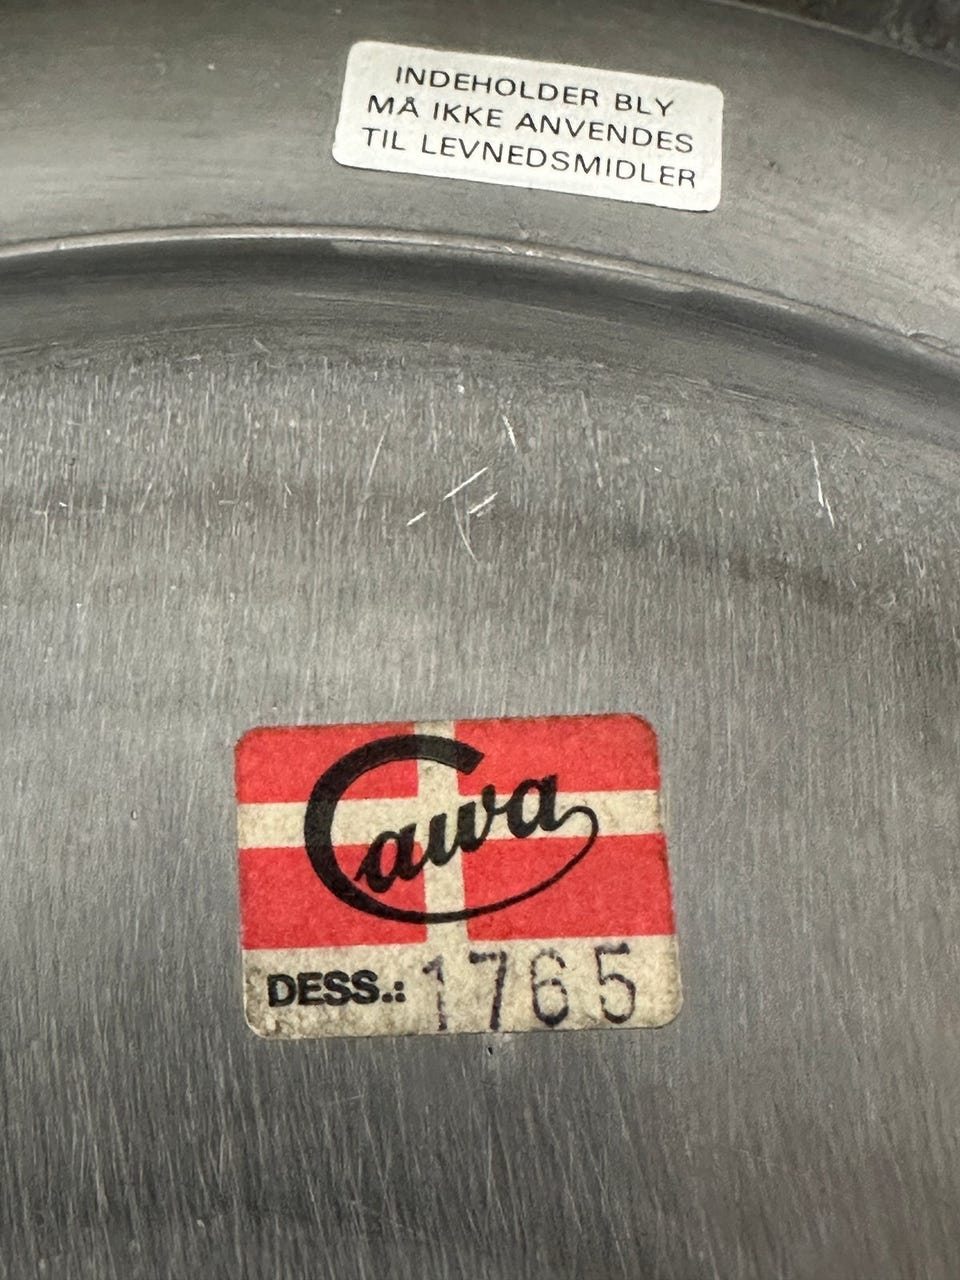 INDEHOLDER BLY
MÅ IKKE ANVENDES
TIL LEVNEDSMIDLER
Cawa
DESS.: 1765